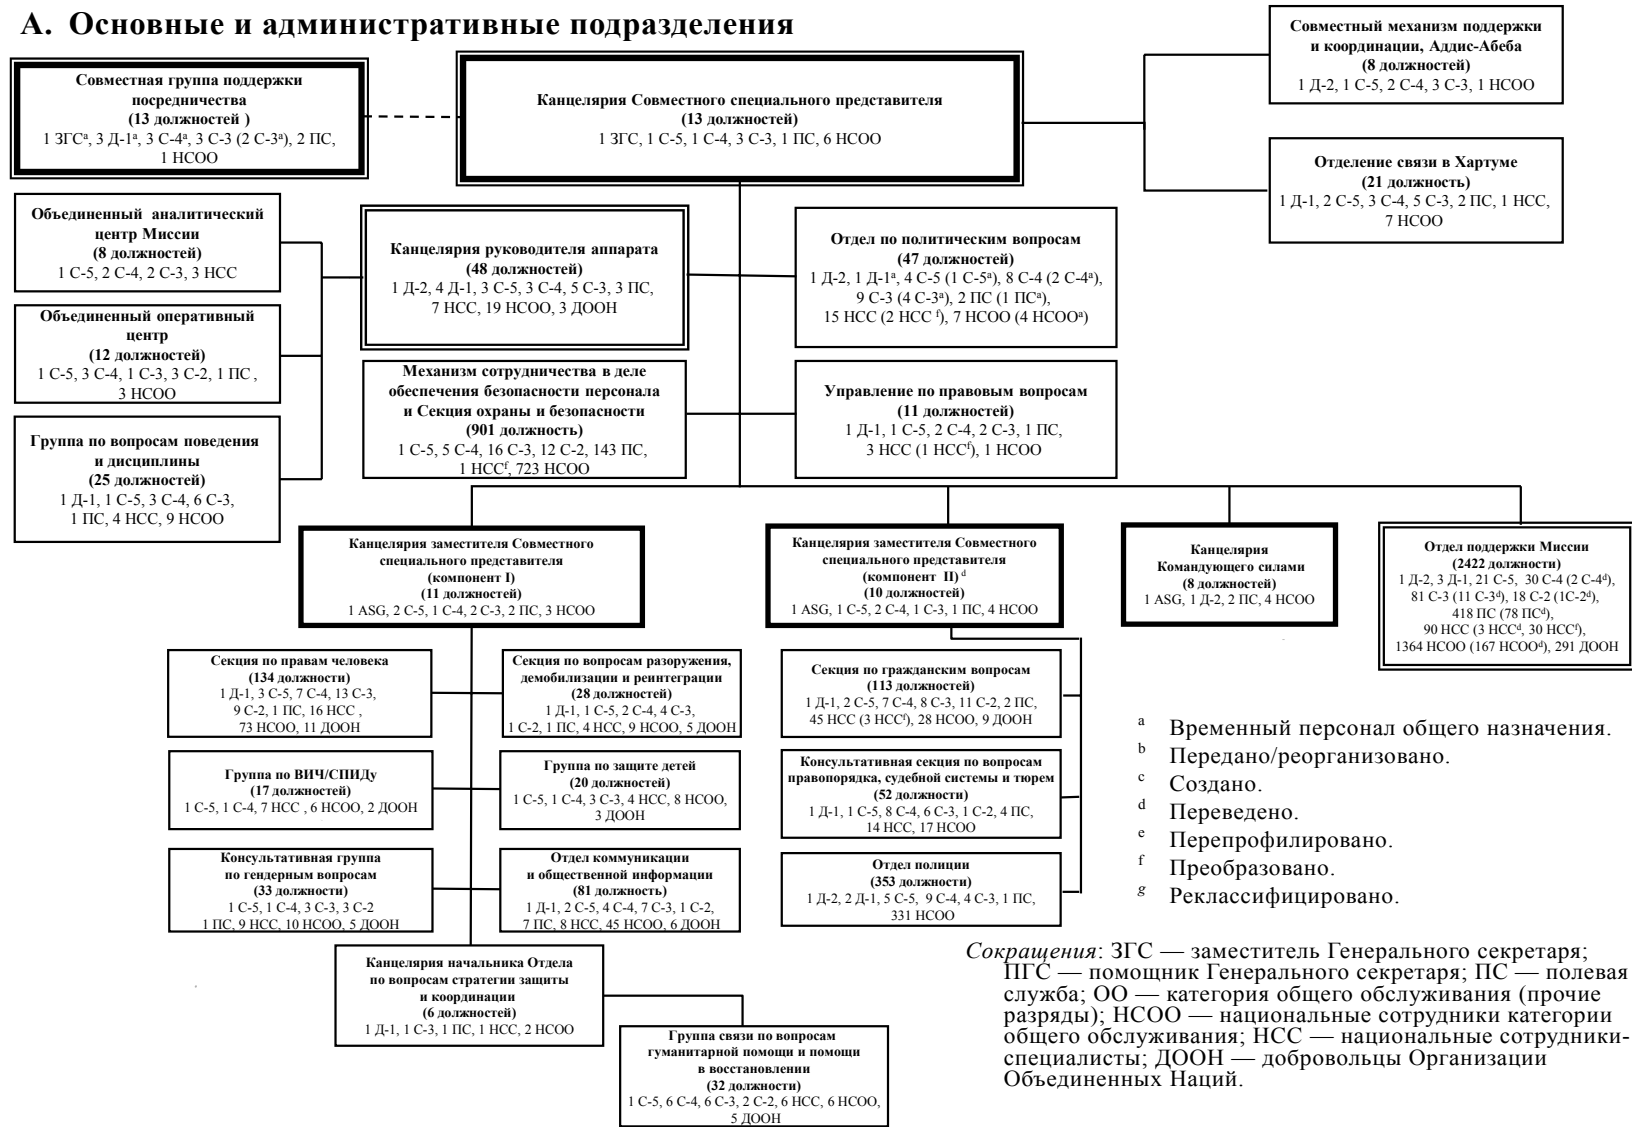 А. Основные и административные подразделения
Совместная группа поддержки
посредничества
(13 должностей )
1 ЗГСᵃ, 3 Д-1ᵃ, 3 С-4ᵃ, 3 С-3 (2 С-3ᵃ), 2 ПС,
1 НСОО
Канцелярия Совместного специального представителя
(13 должностей)
1 ЗГС, 1 С-5, 1 С-4, 3 С-3, 1 ПС, 6 НСОО
Совместный механизм поддержки
и координации, Аддис-Абеба
(8 должностей)
1 Д-2, 1 С-5, 2 С-4, 3 С-3, 1 НСОО
Отделение связи в Хартуме
(21 должность)
1 Д-1, 2 С-5, 3 С-4, 5 С-3, 2 ПС, 1 НСС,
7 НСОО
Объединенный аналитический
центр Миссии
(8 должностей)
1 С-5, 2 С-4, 2 С-3, 3 НСС
Канцелярия руководителя аппарата
(48 должностей)
1 Д-2, 4 Д-1, 3 С-5, 3 С-4, 5 С-3, 3 ПС,
7 НСС, 19 НСОО, 3 ДООН
Отдел по политическим вопросам
(47 должностей)
1 Д-2, 1 Д-1ᵃ, 4 С-5 (1 С-5ᵃ), 8 С-4 (2 С-4ᵃ),
9 С-3 (4 С-3ᵃ), 2 ПС (1 ПСᵃ),
15 НСС (2 НСС ᶠ), 7 НСОО (4 НСООᵃ)
Объединенный оперативный
центр
(12 должностей)
1 С-5, 3 С-4, 1 С-3, 3 С-2, 1 ПС ,
3 НСОО
Механизм сотрудничества в деле
обеспечения безопасности персонала
и Секция охраны и безопасности
(901 должность)
1 С-5, 5 С-4, 16 С-3, 12 С-2, 143 ПС,
1 НССᶠ, 723 НСОО
Управление по правовым вопросам
(11 должностей)
1 Д-1, 1 С-5, 2 С-4, 2 С-3, 1 ПС,
3 НСС (1 НССᶠ), 1 НСОО
Группа по вопросам поведения
и дисциплины
(25 должностей)
1 Д-1, 1 С-5, 3 С-4, 6 С-3,
1 ПС, 4 НСС, 9 НСОО
Канцелярия заместителя Совместного
специального представителя
(компонент I)
(11 должностей)
1 ASG, 2 С-5, 1 С-4, 2 С-3, 2 ПС, 3 НСОО
Канцелярия заместителя Совместного
специального представителя
(компонент II) ᵈ
(10 должностей)
1 ASG, 1 С-5, 2 С-4, 1 С-3, 1 ПС, 4 НСОО
Канцелярия
Командующего силами
(8 должностей)
1 ASG, 1 Д-2, 2 ПС, 4 НСОО
Отдел поддержки Миссии
(2422 должности)
1 Д-2, 3 Д-1, 21 С-5, 30 С-4 (2 С-4ᵈ),
81 С-3 (11 С-3ᵈ), 18 С-2 (1С-2ᵈ),
418 ПС (78 ПСᵈ),
90 НСС (3 НССᵈ, 30 НССᶠ),
1364 НСОО (167 НСООᵈ), 291 ДООН
Секция по правам человека
(134 должности)
1 Д-1, 3 С-5, 7 С-4, 13 С-3,
9 С-2, 1 ПС, 16 НСС ,
73 НСОО, 11 ДООН
Секция по вопросам разоружения,
демобилизации и реинтеграции
(28 должностей)
1 Д-1, 1 С-5, 2 С-4, 4 С-3,
1 С-2, 1 ПС, 4 НСС, 9 НСОО, 5 ДООН
Секция по гражданским вопросам
(113 должностей)
1 Д-1, 2 С-5, 7 С-4, 8 С-3, 11 С-2, 2 ПС,
45 НСС (3 НССᶠ), 28 НСОО, 9 ДООН
Группа по ВИЧ/СПИДу
(17 должностей)
1 С-5, 1 С-4, 7 НСС , 6 НСОО, 2 ДООН
Группа по защите детей
(20 должностей)
1 С-5, 1 С-4, 3 С-3, 4 НСС, 8 НСОО,
3 ДООН
Консультативная секция по вопросам
правопорядка, судебной системы и тюрем
(52 должности)
1 Д-1, 1 С-5, 8 С-4, 6 С-3, 1 С-2, 4 ПС,
14 НСС, 17 НСОО
Консультативная группа
по гендерным вопросам
(33 должности)
1 С-5, 1 С-4, 3 С-3, 3 С-2
1 ПС, 9 НСС, 10 НСОО, 5 ДООН
Отдел коммуникации
и общественной информации
(81 должность)
1 Д-1, 2 С-5, 4 С-4, 7 С-3, 1 С-2,
7 ПС, 8 НСС, 45 НСОО, 6 ДООН
Отдел полиции
(353 должности)
1 Д-2, 2 Д-1, 5 С-5, 9 С-4, 4 С-3, 1 ПС,
331 НСОО
Канцелярия начальника Отдела
по вопросам стратегии защиты
и координации
(6 должностей)
1 Д-1, 1 С-3, 1 ПС, 1 НСС, 2 НСОО
Группа связи по вопросам
гуманитарной помощи и помощи
в восстановлении
(32 должности)
1 С-5, 6 С-4, 6 С-3, 2 С-2, 6 НСС, 6 НСОО,
5 ДООН
a Временный персонал общего назначения.
b Передано/реорганизовано.
c Создано.
d Переведено.
e Перепрофилировано.
f Преобразовано.
g Реклассифицировано.
Сокращения: ЗГС — заместитель Генерального секретаря;
ПГС — помощник Генерального секретаря; ПС — полевая
служба; ОО — категория общего обслуживания (прочие
разряды); НСОО — национальные сотрудники категории
общего обслуживания; НСС — национальные сотрудники-
специалисты; ДООН — добровольцы Организации
Объединенных Наций.